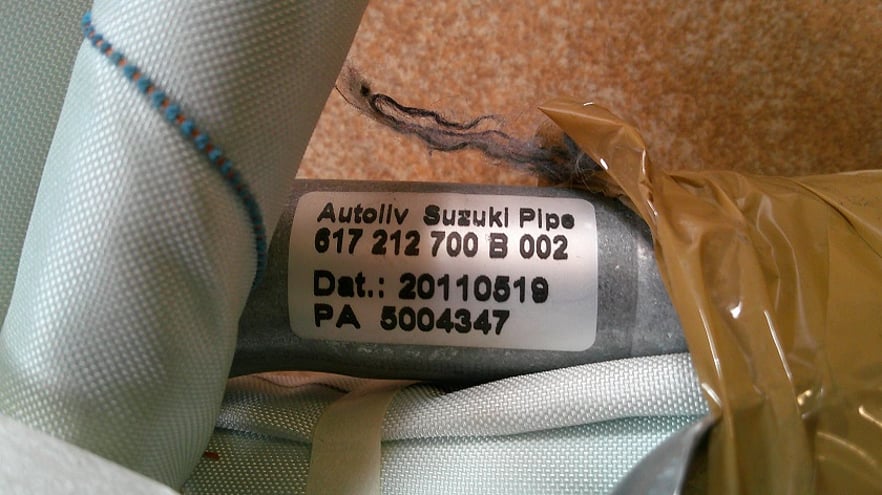 Autoliv Suzuki Pipe
617 212 700 B 002
Dat.: 20110519
PA 5004347